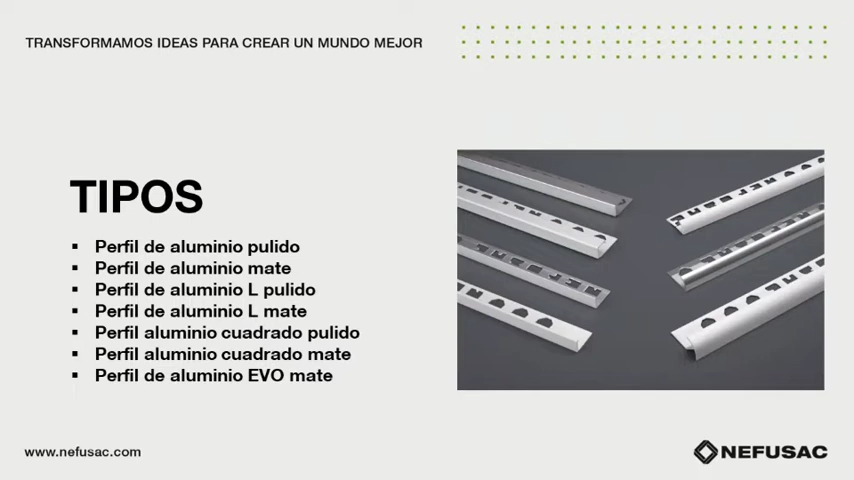 TRANSFORMAMOS IDEAS PARA CREAR UN MUNDO MEJOR
TIPOS
▪ Perfil de aluminio pulido
▪ Perfil de aluminio mate
▪ Perfil de aluminio L pulido
▪ Perfil de aluminio L mate
▪ Perfil aluminio cuadrado pulido
▪ Perfil aluminio cuadrado mate
▪ Perfil de aluminio EVO mate
www.nefusac.com
NEFUSAC